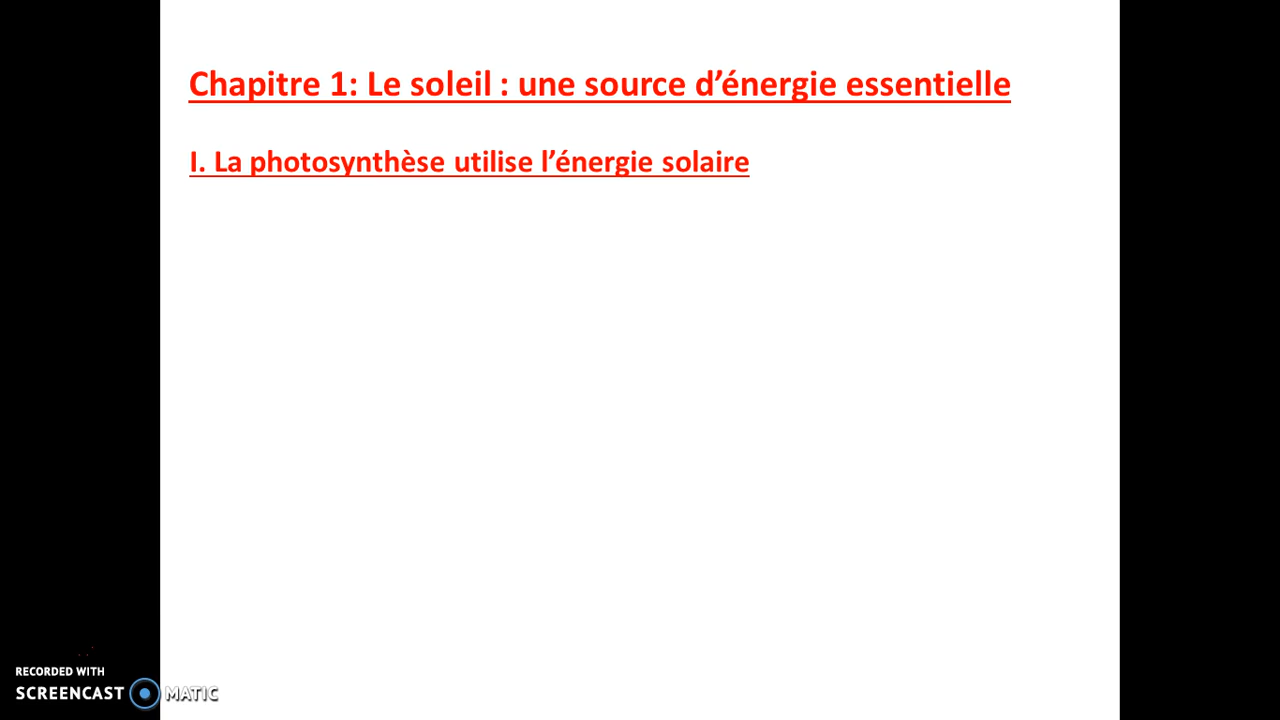 Chapitre 1: Le soleil : une source d’énergie essentielle
I. La photosynthèse utilise l’énergie solaire
RECORDED WITH
SCREENCAST MATIC